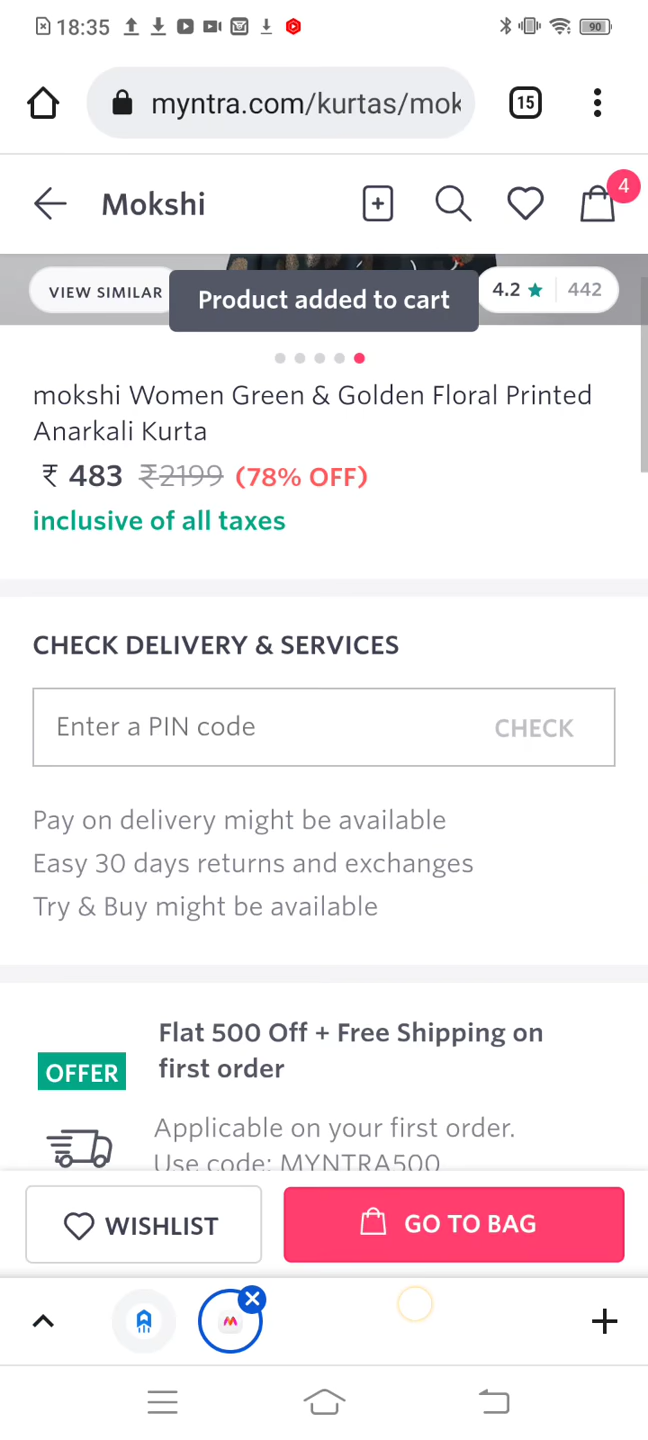 18:35
90
myntra.com/kurtas/mok
15
Mokshi
4
VIEW SIMILAR
Product added to cart
4.2 ★ | 442
mokshi Women Green & Golden Floral Printed
Anarkali Kurta
₹ 483 ₹2199 (78% OFF)
inclusive of all taxes
CHECK DELIVERY & SERVICES
Enter a PIN code
CHECK
Pay on delivery might be available
Easy 30 days returns and exchanges
Try & Buy might be available
Flat 500 Off + Free Shipping on
first order
OFFER
Applicable on your first order.
Use code: MYNTRA500
WISHLIST
GO TO BAG